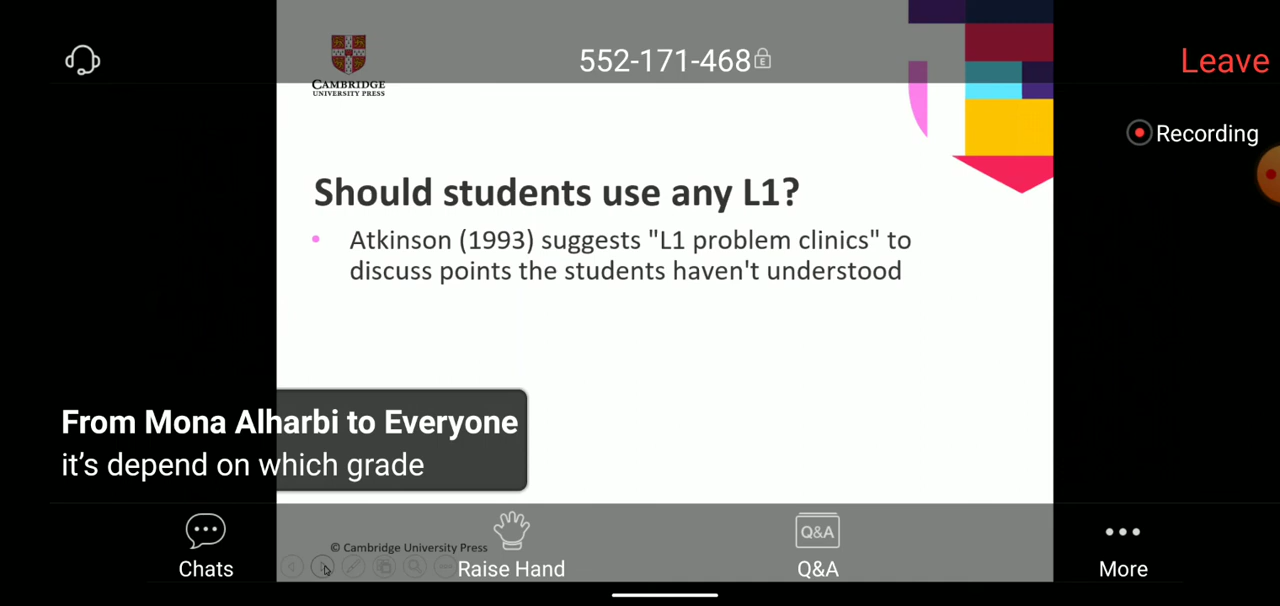 552-171-468
Leave
CAMBRIDGE
UNIVERSITY PRESS
Recording
Should students use any L1?
• Atkinson (1993) suggests "L1 problem clinics" to
discuss points the students haven't understood
From Mona Alharbi to Everyone
it’s depend on which grade
© Cambridge University Press
Q&A
Chats
Raise Hand
Q&A
More